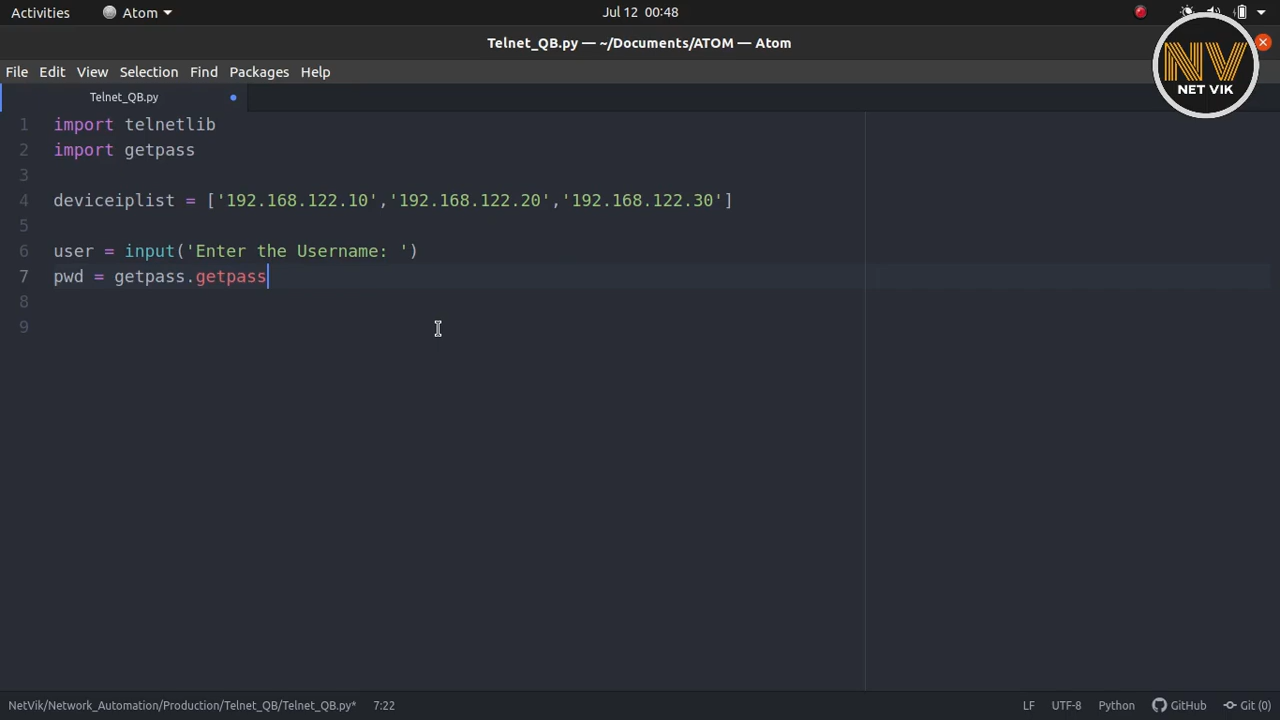 Activities Atom Jul 12 00:48
Telnet_QB.py — ~/Documents/ATOM — Atom
NV
NET VIK
File Edit View Selection Find Packages Help
Telnet_QB.py
1 import telnetlib
2 import getpass
3
4 deviceiplist = ['192.168.122.10','192.168.122.20','192.168.122.30']
5
6 user = input('Enter the Username: ')
7 pwd = getpass.getpass
8
9
NetVik/Network_Automation/Production/Telnet_QB/Telnet_QB.py* 7:22 LF UTF-8 Python GitHub Git (0)